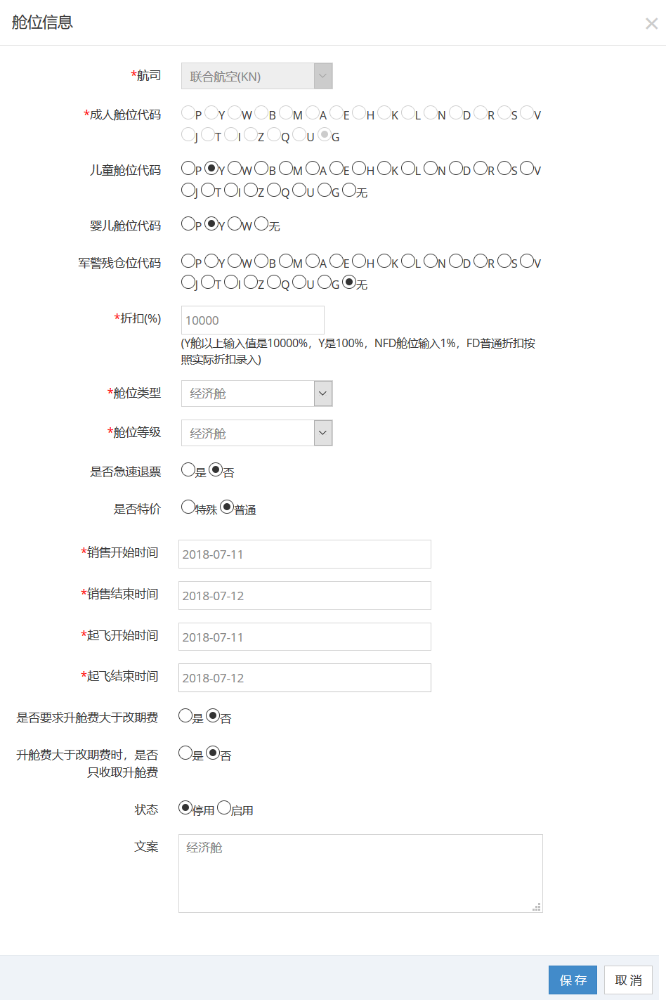 舱位信息
*航司 联合航空(KN)
*成人舱位代码 P Y W B M A E H K L N D R S V
J T I Z Q U G
儿童舱位代码 P Y W B M A E H K L N D R S V
J T I Z Q U G 无
婴儿舱位代码 P Y W 无
军警残仓位代码 P Y W B M A E H K L N D R S V
J T I Z Q U G 无
*折扣(%) 10000
(Y舱以上输入值是10000%，Y是100%，NFD舱位输入1%，FD普通折扣按
照实际折扣录入)
*舱位类型 经济舱
*舱位等级 经济舱
是否急速退票 是 否
是否特价 特殊 普通
*销售开始时间 2018-07-11
*销售结束时间 2018-07-12
*起飞开始时间 2018-07-11
*起飞结束时间 2018-07-12
是否要求升舱费大于改期费 是 否
升舱费大于改期费时，是否 是 否
只收取升舱费
状态 停用 启用
文案 经济舱
保存 取消